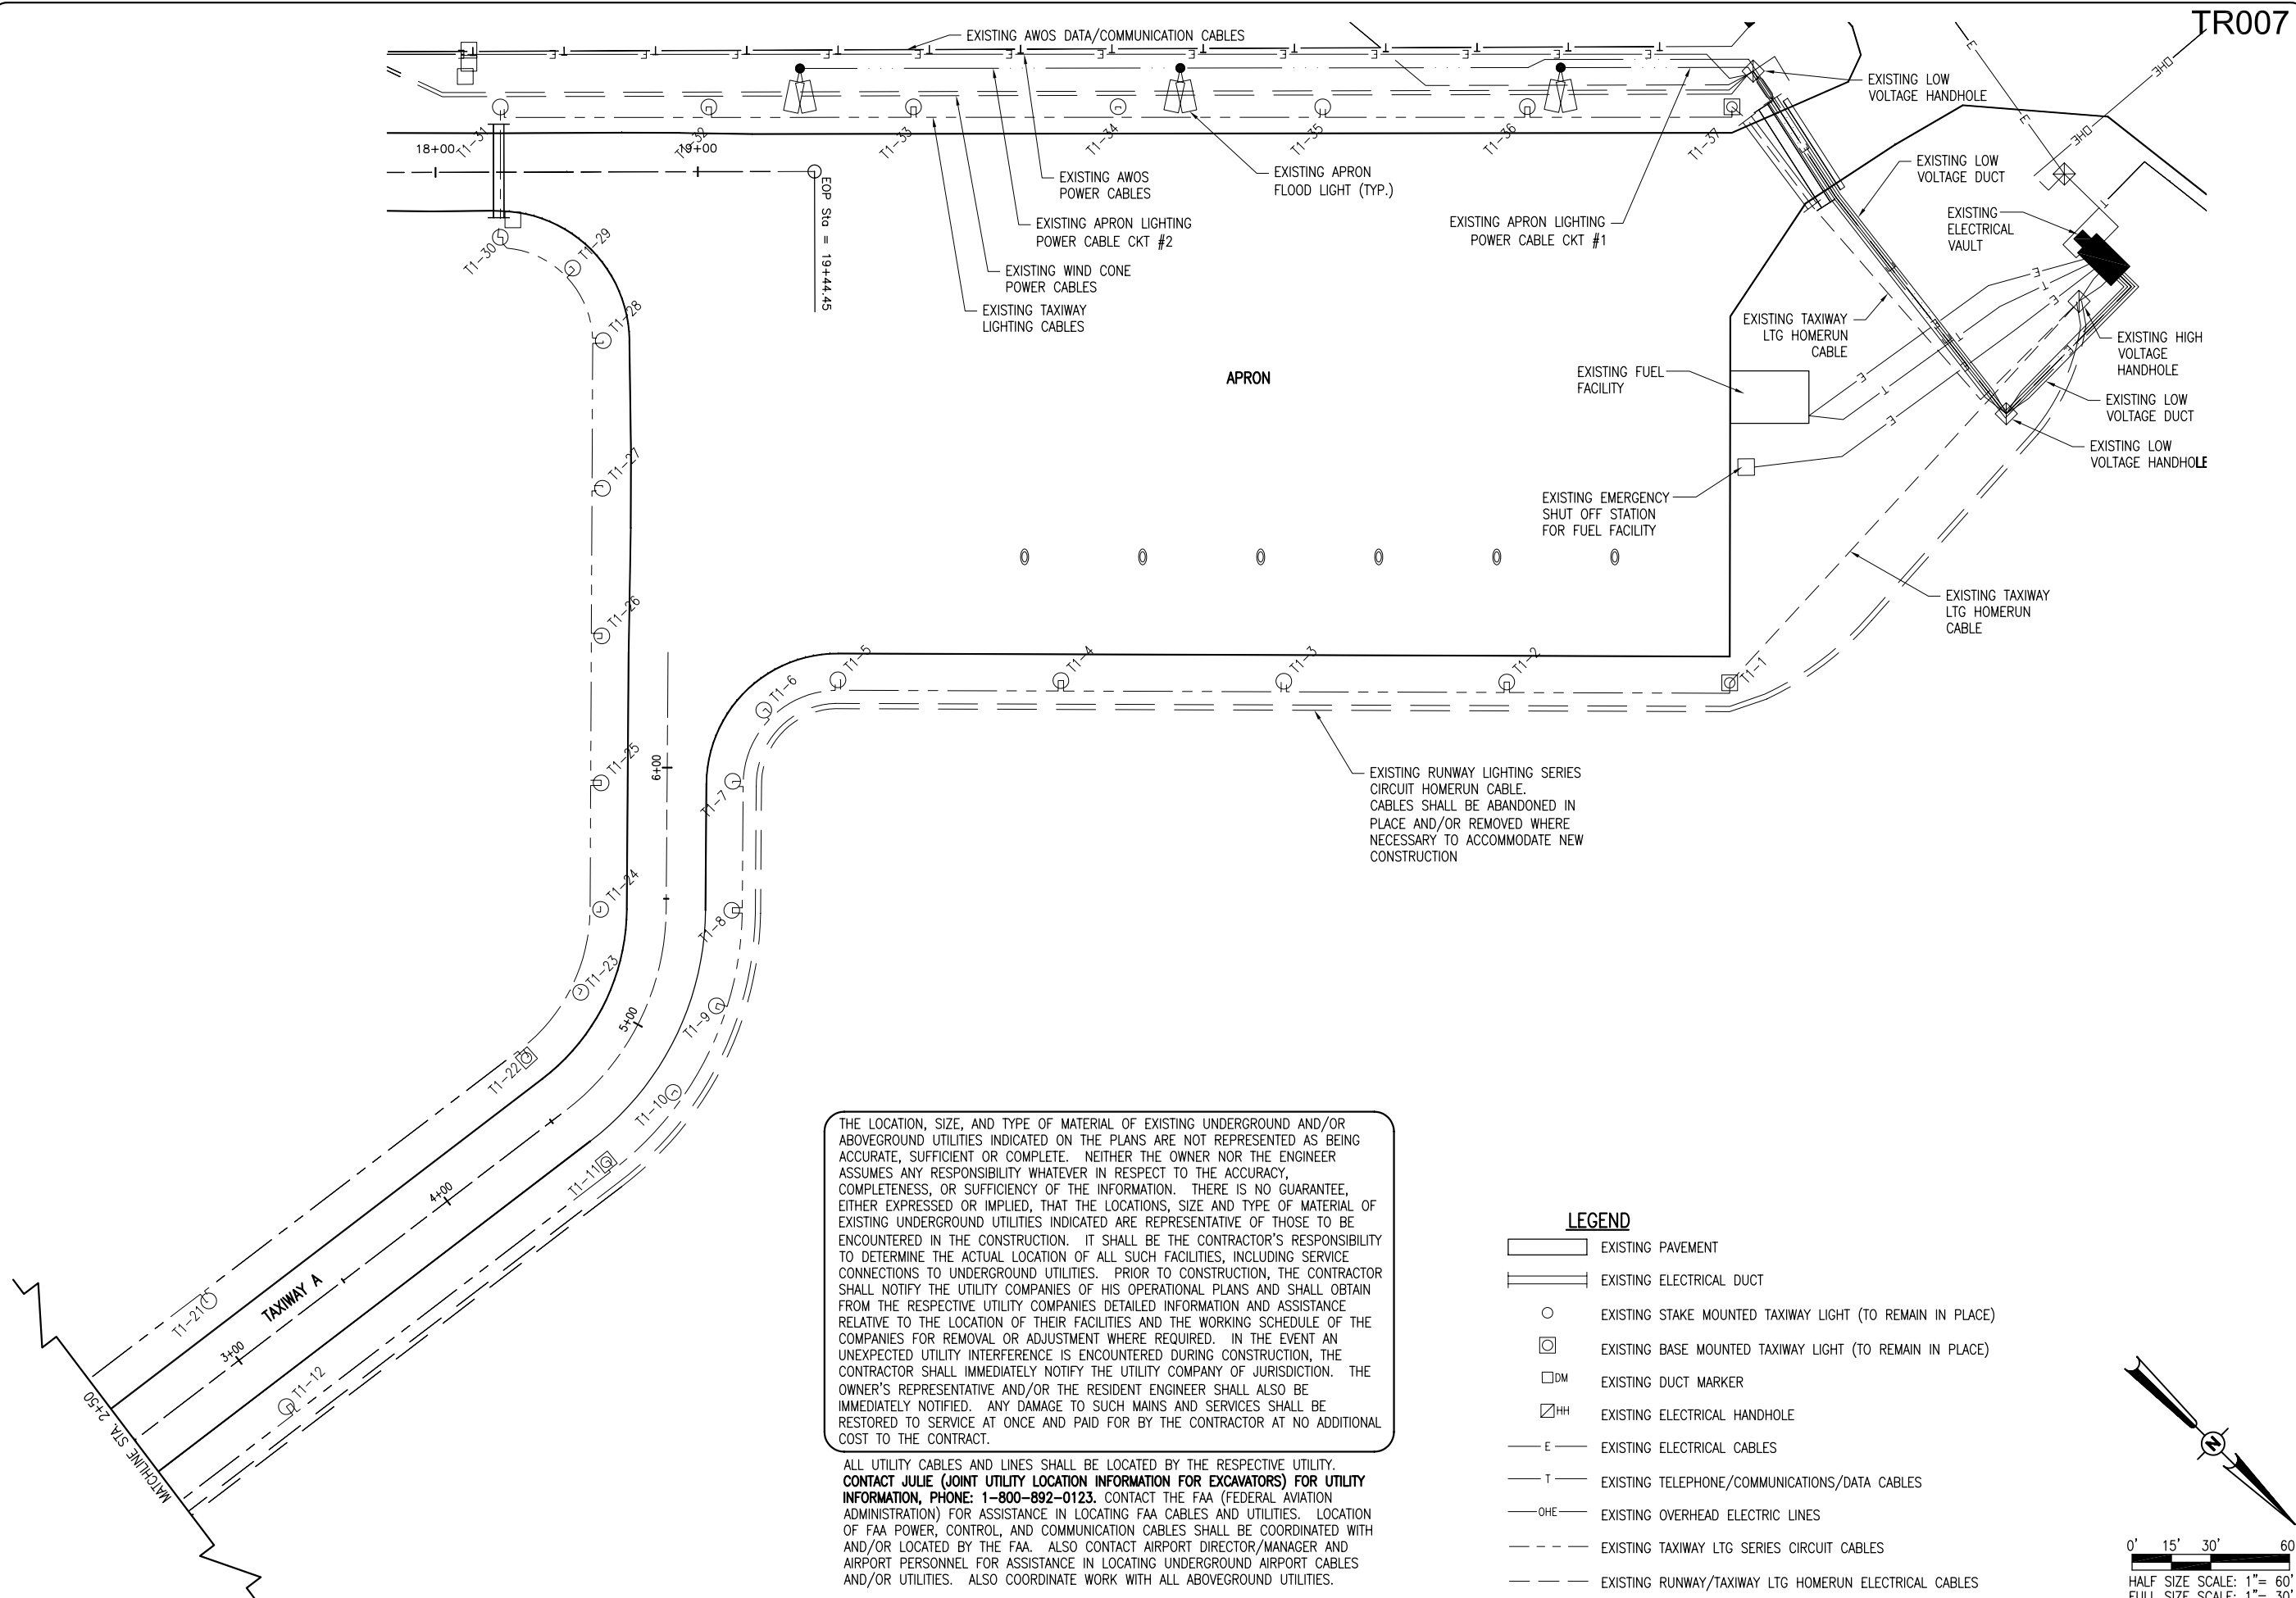 TR007
EXISTING AWOS DATA/COMMUNICATION CABLES
EXISTING LOW
VOLTAGE HANDHOLE
OHE
OHE
E
E
T1-31
T1-32
T1-33
T1-34
T1-35
T1-36
T1-37
18+00
19+00
EOP Sta = 19+44.45
EXISTING AWOS
POWER CABLES
EXISTING APRON
FLOOD LIGHT (TYP.)
EXISTING APRON LIGHTING
POWER CABLE CKT #2
EXISTING APRON LIGHTING
POWER CABLE CKT #1
EXISTING WIND CONE
POWER CABLES
EXISTING TAXIWAY
LIGHTING CABLES
EXISTING LOW
VOLTAGE DUCT
EXISTING
ELECTRICAL
VAULT
EXISTING TAXIWAY
LTG HOMERUN
CABLE
EXISTING HIGH
VOLTAGE
HANDHOLE
EXISTING FUEL
FACILITY
EXISTING LOW
VOLTAGE DUCT
EXISTING LOW
VOLTAGE HANDHOLE
APRON
EXISTING EMERGENCY
SHUT OFF STATION
FOR FUEL FACILITY
EXISTING TAXIWAY
LTG HOMERUN
CABLE
T1-30
T1-29
T1-28
T1-27
T1-26
T1-25
T1-24
T1-23
T1-22
T1-21
T1-5
T1-4
T1-3
T1-2
T1-1
T1-6
T1-7
T1-8
T1-9
T1-10
T1-11
T1-12
6+00
5+00
4+00
3+00
TAXIWAY A
MATCHLINE STA. 2+50
EXISTING RUNWAY LIGHTING SERIES
CIRCUIT HOMERUN CABLE.
CABLES SHALL BE ABANDONED IN
PLACE AND/OR REMOVED WHERE
NECESSARY TO ACCOMMODATE NEW
CONSTRUCTION
THE LOCATION, SIZE, AND TYPE OF MATERIAL OF EXISTING UNDERGROUND AND/OR
ABOVEGROUND UTILITIES INDICATED ON THE PLANS ARE NOT REPRESENTED AS BEING
ACCURATE, SUFFICIENT OR COMPLETE. NEITHER THE OWNER NOR THE ENGINEER
ASSUMES ANY RESPONSIBILITY WHATEVER IN RESPECT TO THE ACCURACY,
COMPLETENESS, OR SUFFICIENCY OF THE INFORMATION. THERE IS NO GUARANTEE,
EITHER EXPRESSED OR IMPLIED, THAT THE LOCATIONS, SIZE AND TYPE OF MATERIAL OF
EXISTING UNDERGROUND UTILITIES INDICATED ARE REPRESENTATIVE OF THOSE TO BE
ENCOUNTERED IN THE CONSTRUCTION. IT SHALL BE THE CONTRACTOR'S RESPONSIBILITY
TO DETERMINE THE ACTUAL LOCATION OF ALL SUCH FACILITIES, INCLUDING SERVICE
CONNECTIONS TO UNDERGROUND UTILITIES. PRIOR TO CONSTRUCTION, THE CONTRACTOR
SHALL NOTIFY THE UTILITY COMPANIES OF HIS OPERATIONAL PLANS AND SHALL OBTAIN
FROM THE RESPECTIVE UTILITY COMPANIES DETAILED INFORMATION AND ASSISTANCE
RELATIVE TO THE LOCATION OF THEIR FACILITIES AND THE WORKING SCHEDULE OF THE
COMPANIES FOR REMOVAL OR ADJUSTMENT WHERE REQUIRED. IN THE EVENT AN
UNEXPECTED UTILITY INTERFERENCE IS ENCOUNTERED DURING CONSTRUCTION, THE
CONTRACTOR SHALL IMMEDIATELY NOTIFY THE UTILITY COMPANY OF JURISDICTION. THE
OWNER'S REPRESENTATIVE AND/OR THE RESIDENT ENGINEER SHALL ALSO BE
IMMEDIATELY NOTIFIED. ANY DAMAGE TO SUCH MAINS AND SERVICES SHALL BE
RESTORED TO SERVICE AT ONCE AND PAID FOR BY THE CONTRACTOR AT NO ADDITIONAL
COST TO THE CONTRACT.
ALL UTILITY CABLES AND LINES SHALL BE LOCATED BY THE RESPECTIVE UTILITY.
CONTACT JULIE (JOINT UTILITY LOCATION INFORMATION FOR EXCAVATORS) FOR UTILITY
INFORMATION, PHONE: 1-800-892-0123. CONTACT THE FAA (FEDERAL AVIATION
ADMINISTRATION) FOR ASSISTANCE IN LOCATING FAA CABLES AND UTILITIES. LOCATION
OF FAA POWER, CONTROL, AND COMMUNICATION CABLES SHALL BE COORDINATED WITH
AND/OR LOCATED BY THE FAA. ALSO CONTACT AIRPORT DIRECTOR/MANAGER AND
AIRPORT PERSONNEL FOR ASSISTANCE IN LOCATING UNDERGROUND AIRPORT CABLES
AND/OR UTILITIES. ALSO COORDINATE WORK WITH ALL ABOVEGROUND UTILITIES.
LEGEND
EXISTING PAVEMENT
EXISTING ELECTRICAL DUCT
EXISTING STAKE MOUNTED TAXIWAY LIGHT (TO REMAIN IN PLACE)
EXISTING BASE MOUNTED TAXIWAY LIGHT (TO REMAIN IN PLACE)
DM EXISTING DUCT MARKER
HH EXISTING ELECTRICAL HANDHOLE
E EXISTING ELECTRICAL CABLES
T EXISTING TELEPHONE/COMMUNICATIONS/DATA CABLES
OHE EXISTING OVERHEAD ELECTRIC LINES
EXISTING TAXIWAY LTG SERIES CIRCUIT CABLES
EXISTING RUNWAY/TAXIWAY LTG HOMERUN ELECTRICAL CABLES
N
0' 15' 30' 60
HALF SIZE SCALE: 1"= 60'
FULL SIZE SCALE: 1"= 30'